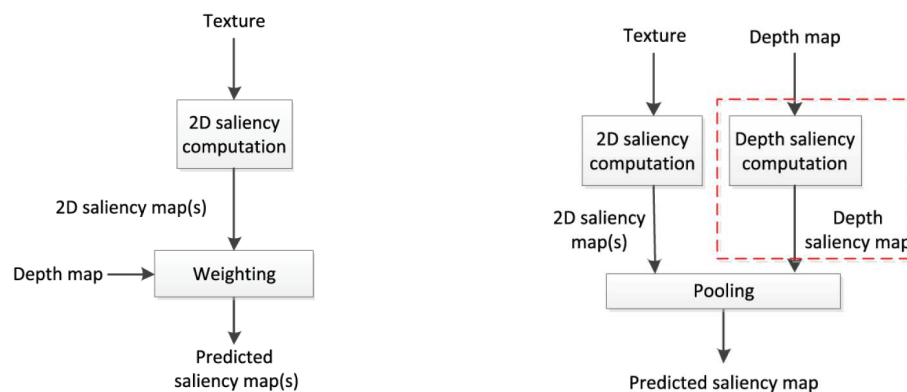 Texture
2D saliency
computation
2D saliency map(s)
Depth map
Weighting
Predicted
saliency map(s)
Texture
Depth map
2D saliency
computation
Depth saliency
computation
2D saliency
map(s)
Depth
saliency map
Pooling
Predicted saliency map